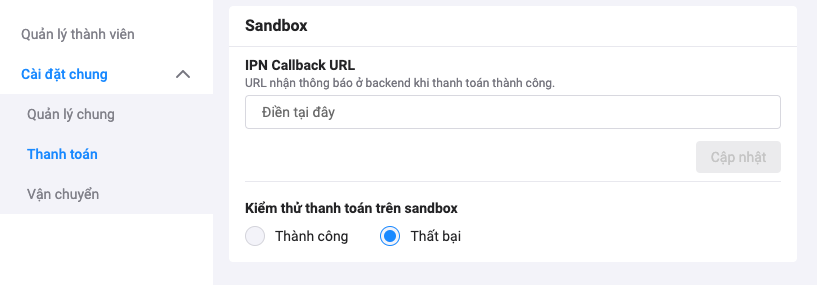 Quản lý thành viên
Cài đặt chung
Quản lý chung
Thanh toán
Vận chuyển
Sandbox
IPN Callback URL
URL nhận thông báo ở backend khi thanh toán thành công.
Điền tại đây
Cập nhật
Kiểm thử thanh toán trên sandbox
Thành công
Thất bại